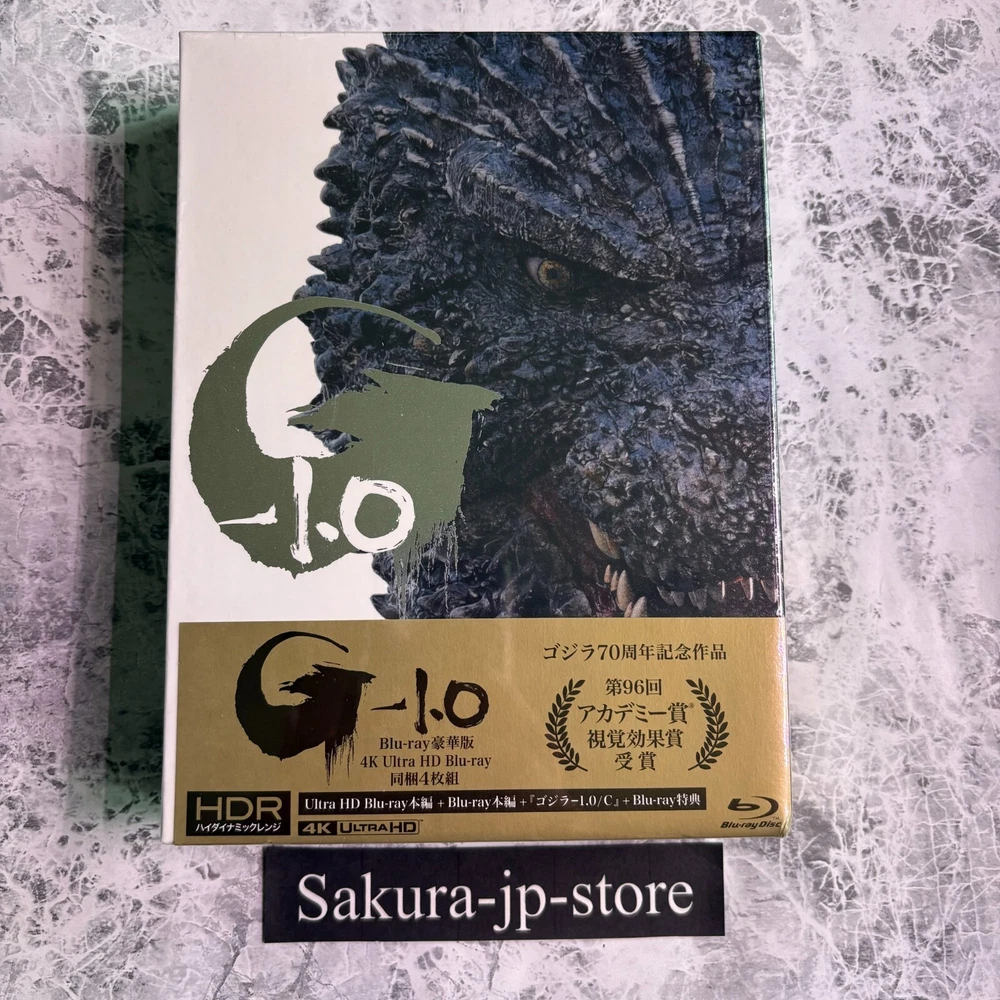 G
-1.0
G-1.0
Blu-ray豪華版
4K Ultra HD Blu-ray
同梱4枚組
ゴジラ70周年記念作品
第96回
アカデミー賞®
視覚効果賞
受賞
HDR
ハイダイナミックレンジ
Ultra HD Blu-ray本編+Blu-ray本編+『ゴジラ-1.0/C』+Blu-ray特典
4K ULTRA HD
Blu-ray Disc
Sakura-jp-store